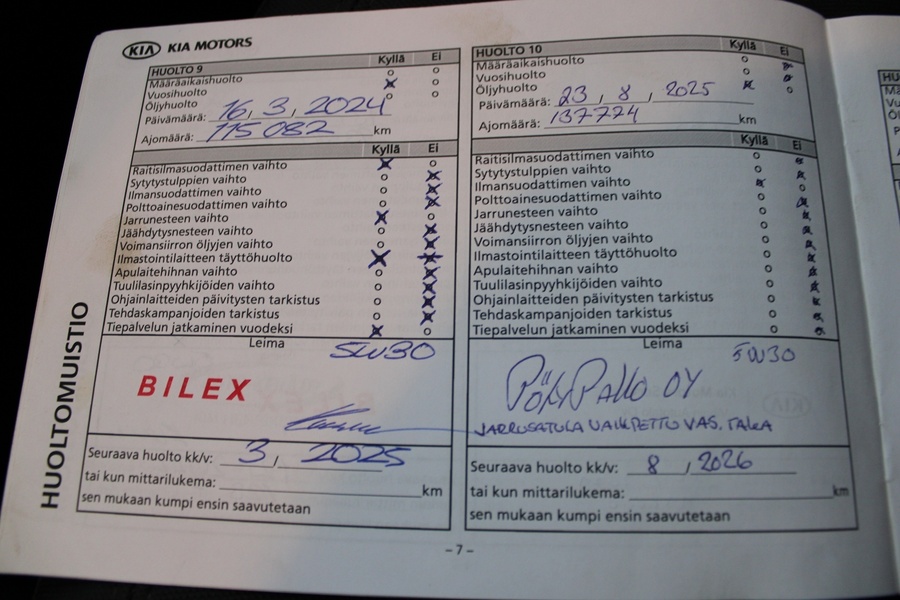 KIA KIA MOTORS
HUOLTOMUISTIO
HUOLTO 9 Kyllä Ei
Määräaikaishuolto
Vuosihuolto
Öljyhuolto
Päivämäärä: 16, 3, 2024
Ajomäärä: 115 082 km
Kyllä Ei
Raitisilmasuodattimen vaihto
Sytytystulppien vaihto
Ilmansuodattimen vaihto
Polttoainesuodattimen vaihto
Jarrunesteen vaihto
Jäähdytysnesteen vaihto
Voimansiirron öljyjen vaihto
Ilmastointilaitteen täyttöhuolto
Apulaitehihnan vaihto
Tuulilasinpyyhkijöiden vaihto
Ohjainlaitteiden päivitysten tarkistus
Tehdaskampanjoiden tarkistus
Tiepalvelun jatkaminen vuodeksi
Leima 5W30
BILEX
Seuraava huolto kk/v: 3, 2025
tai kun mittarilukema: km
sen mukaan kumpi ensin saavutetaan
HUOLTO 10 Kyllä Ei
Määräaikaishuolto
Vuosihuolto
Öljyhuolto
Päivämäärä: 23, 8, 2025
Ajomäärä: 137724 km
Kyllä Ei
Raitisilmasuodattimen vaihto
Sytytystulppien vaihto
Ilmansuodattimen vaihto
Polttoainesuodattimen vaihto
Jarrunesteen vaihto
Jäähdytysnesteen vaihto
Voimansiirron öljyjen vaihto
Ilmastointilaitteen täyttöhuolto
Apulaitehihnan vaihto
Tuulilasinpyyhkijöiden vaihto
Ohjainlaitteiden päivitysten tarkistus
Tehdaskampanjoiden tarkistus
Tiepalvelun jatkaminen vuodeksi
Leima 5W30
OY
JARRUSATULA VAS. TAKA
Seuraava huolto kk/v: 8, 2026
tai kun mittarilukema: km
sen mukaan kumpi ensin saavutetaan
- 7 -